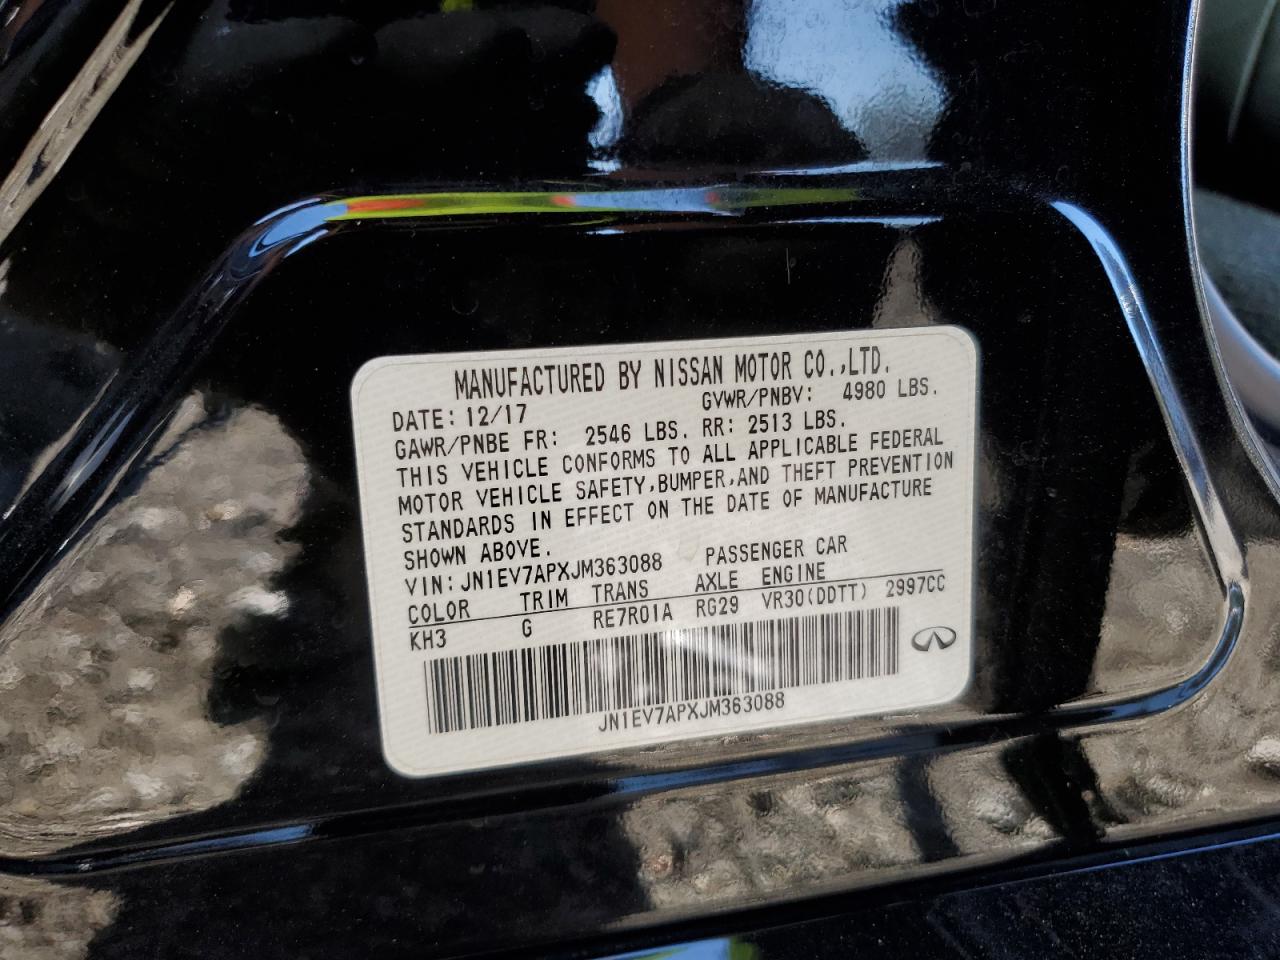 MANUFACTURED BY NISSAN MOTOR CO.,LTD.
DATE: 12/17 GVWR/PNBV: 4980 LBS.
GAWR/PNBE FR: 2546 LBS. RR: 2513 LBS.
THIS VEHICLE CONFORMS TO ALL APPLICABLE FEDERAL
MOTOR VEHICLE SAFETY,BUMPER,AND THEFT PREVENTION
STANDARDS IN EFFECT ON THE DATE OF MANUFACTURE
SHOWN ABOVE.
VIN: JN1EV7APXJM363088 PASSENGER CAR
COLOR TRIM TRANS AXLE ENGINE
KH3 G RE7R01A RG29 VR30(DDTT) 2997CC
JN1EV7APXJM363088